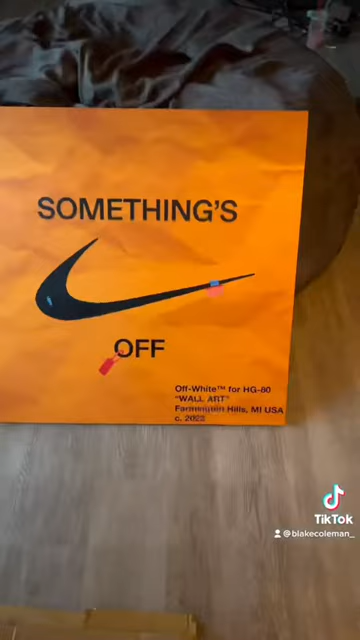 SOMETHING'S
OFF
Off-White™ for HG-80
"WALL ART"
Farmington Hills, MI USA
c. 2022
TikTok
@blakecoleman_